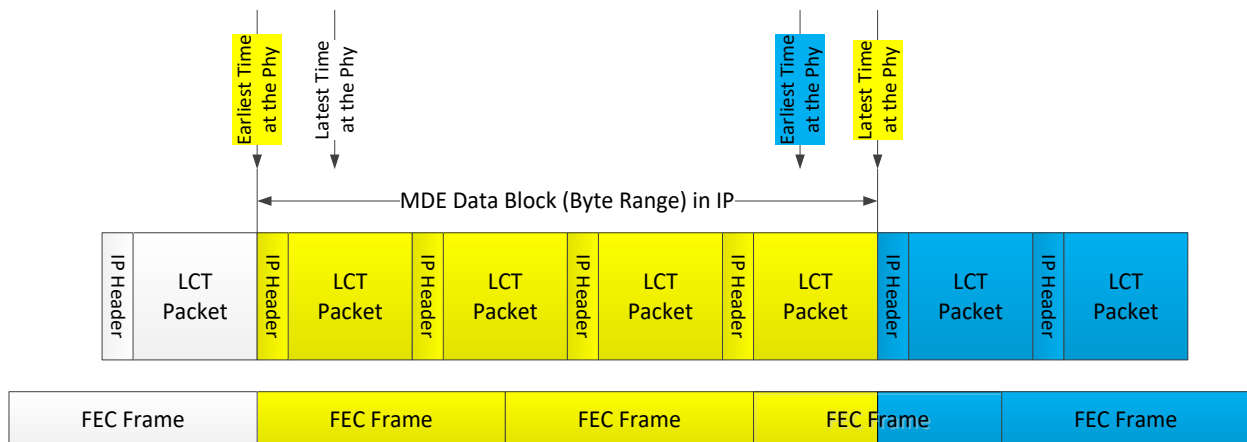 Earliest Time
at the Phy
Latest Time
at the Phy
Earliest Time
at the Phy
Latest Time
at the Phy
MDE Data Block (Byte Range) in IP
IP Header
LCT
Packet
IP Header
LCT
Packet
IP Header
LCT
Packet
IP Header
LCT
Packet
IP Header
LCT
Packet
IP Header
LCT
Packet
IP Header
LCT
Packet
FEC Frame
FEC Frame
FEC Frame
FEC Frame
FEC Frame